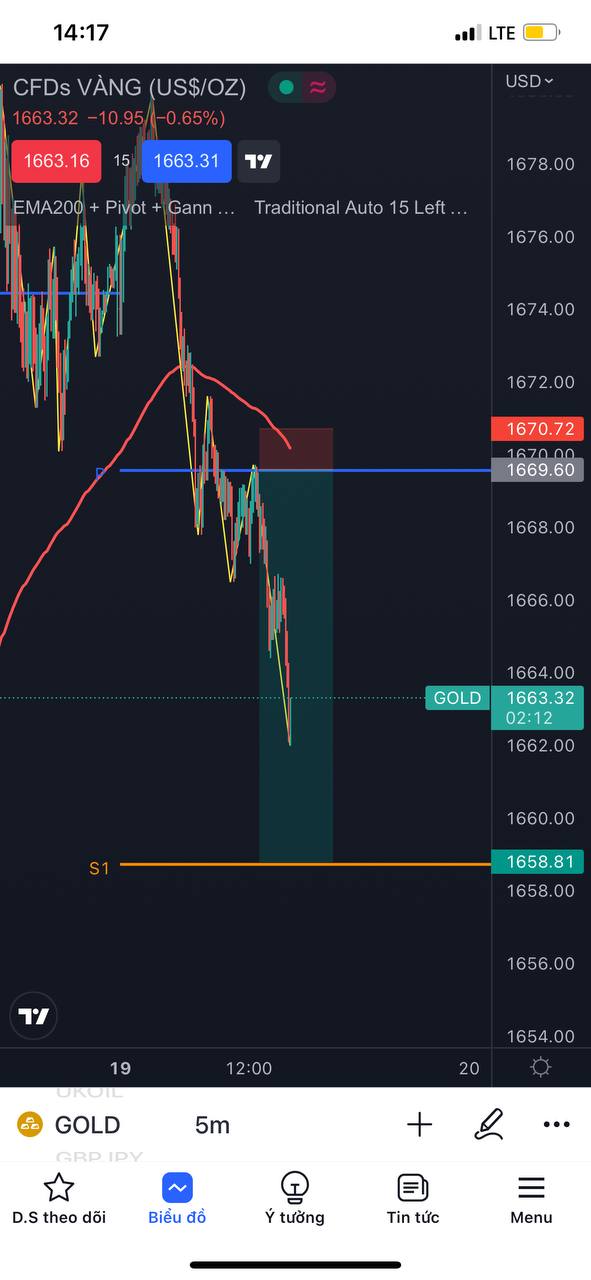 14:17
LTE
CFDs VÀNG (US$/OZ)
USD
1663.32 −10.95 (−0.65%)
1663.16 15 1663.31
EMA200 + Pivot + Gann … Traditional Auto 15 Left …
1678.00
1676.00
1674.00
1672.00
1670.72
1670.00
P
1669.60
1668.00
1666.00
1664.00
GOLD 1663.32
02:12
1662.00
1660.00
S1
1658.81
1658.00
1656.00
1654.00
19 12:00 20
UKOIL
GOLD 5m
GBPJPY
D.S theo dõi Biểu đồ Ý tưởng Tin tức Menu